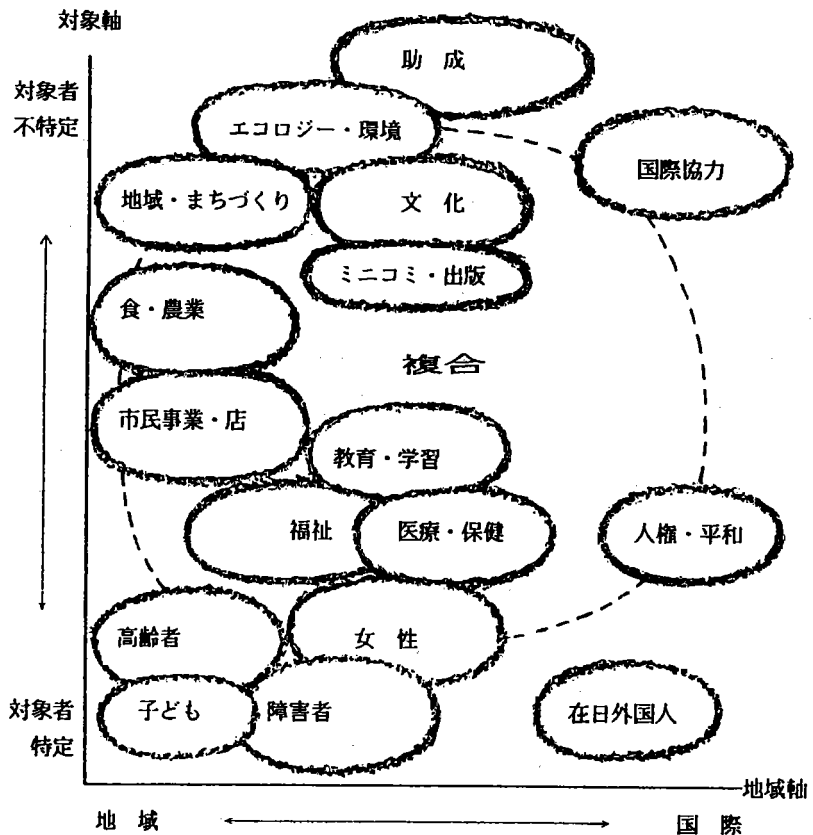 対象軸
助 成
対象者
不特定
エコロジー・環境
国際協力
地域・まちづくり
文 化
ミニコミ・出版
食・農業
複合
市民事業・店
教育・学習
福祉
医療・保健
人権・平和
高齢者
女 性
対象者
特定
子ども
障害者
在日外国人
地域軸
地 域
国 際